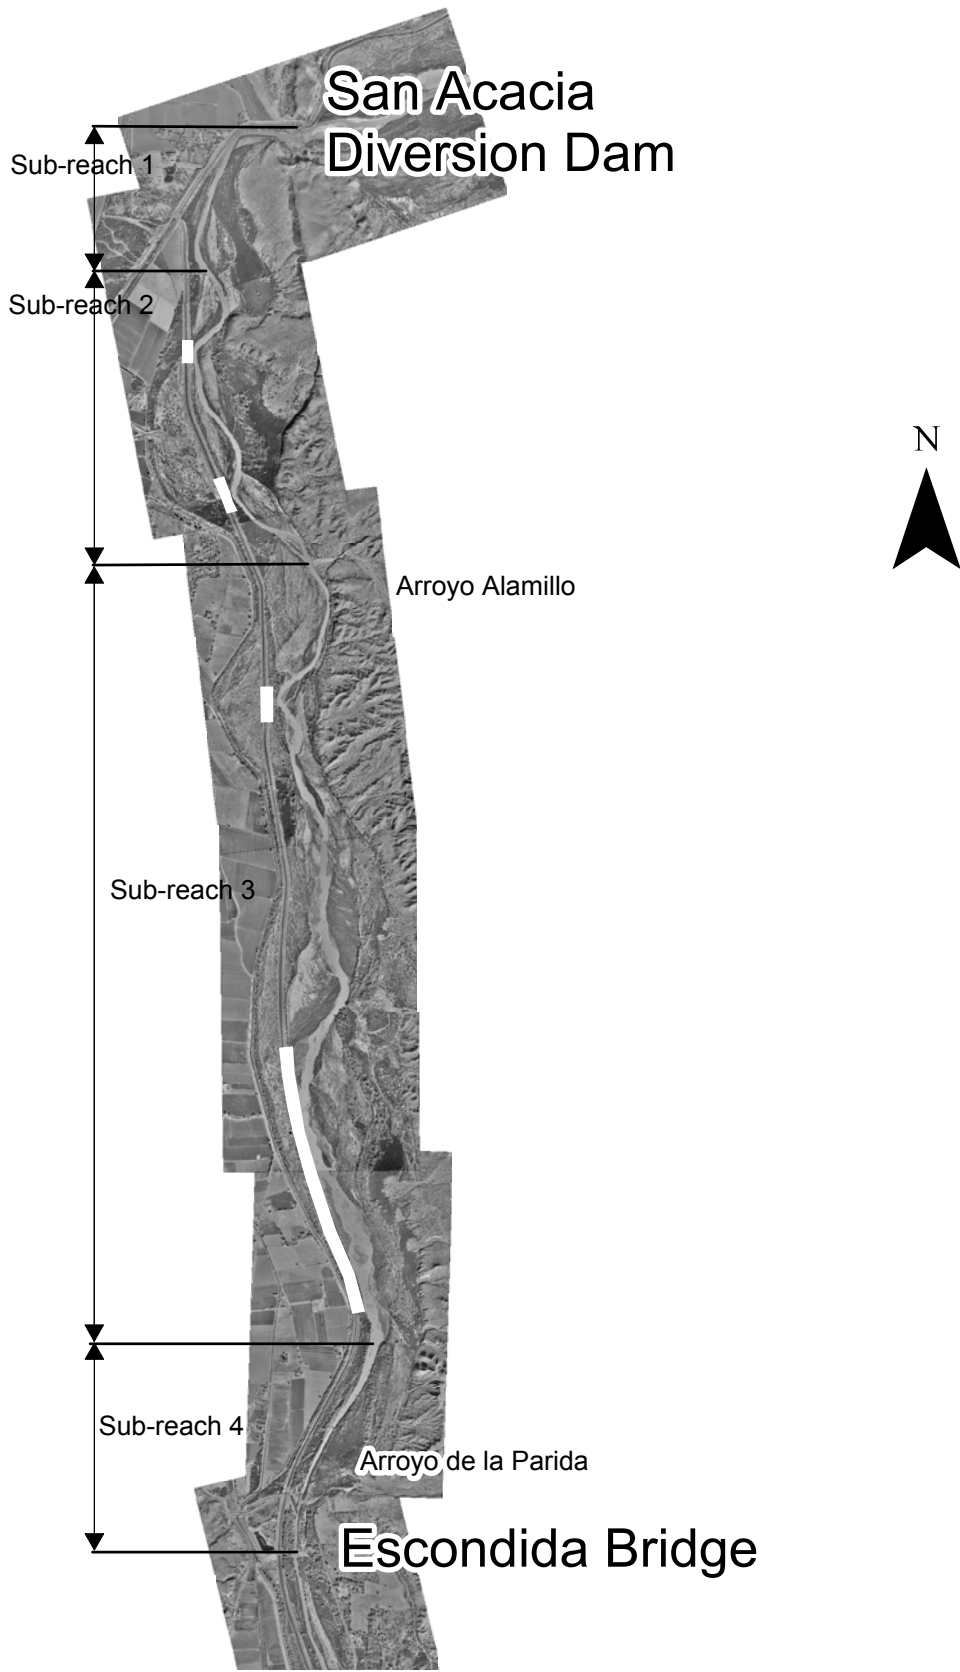 San Acacia
Diversion Dam
Sub-reach 1
Sub-reach 2
N
Arroyo Alamillo
Sub-reach 3
Sub-reach 4
Arroyo de la Parida
Escondida Bridge